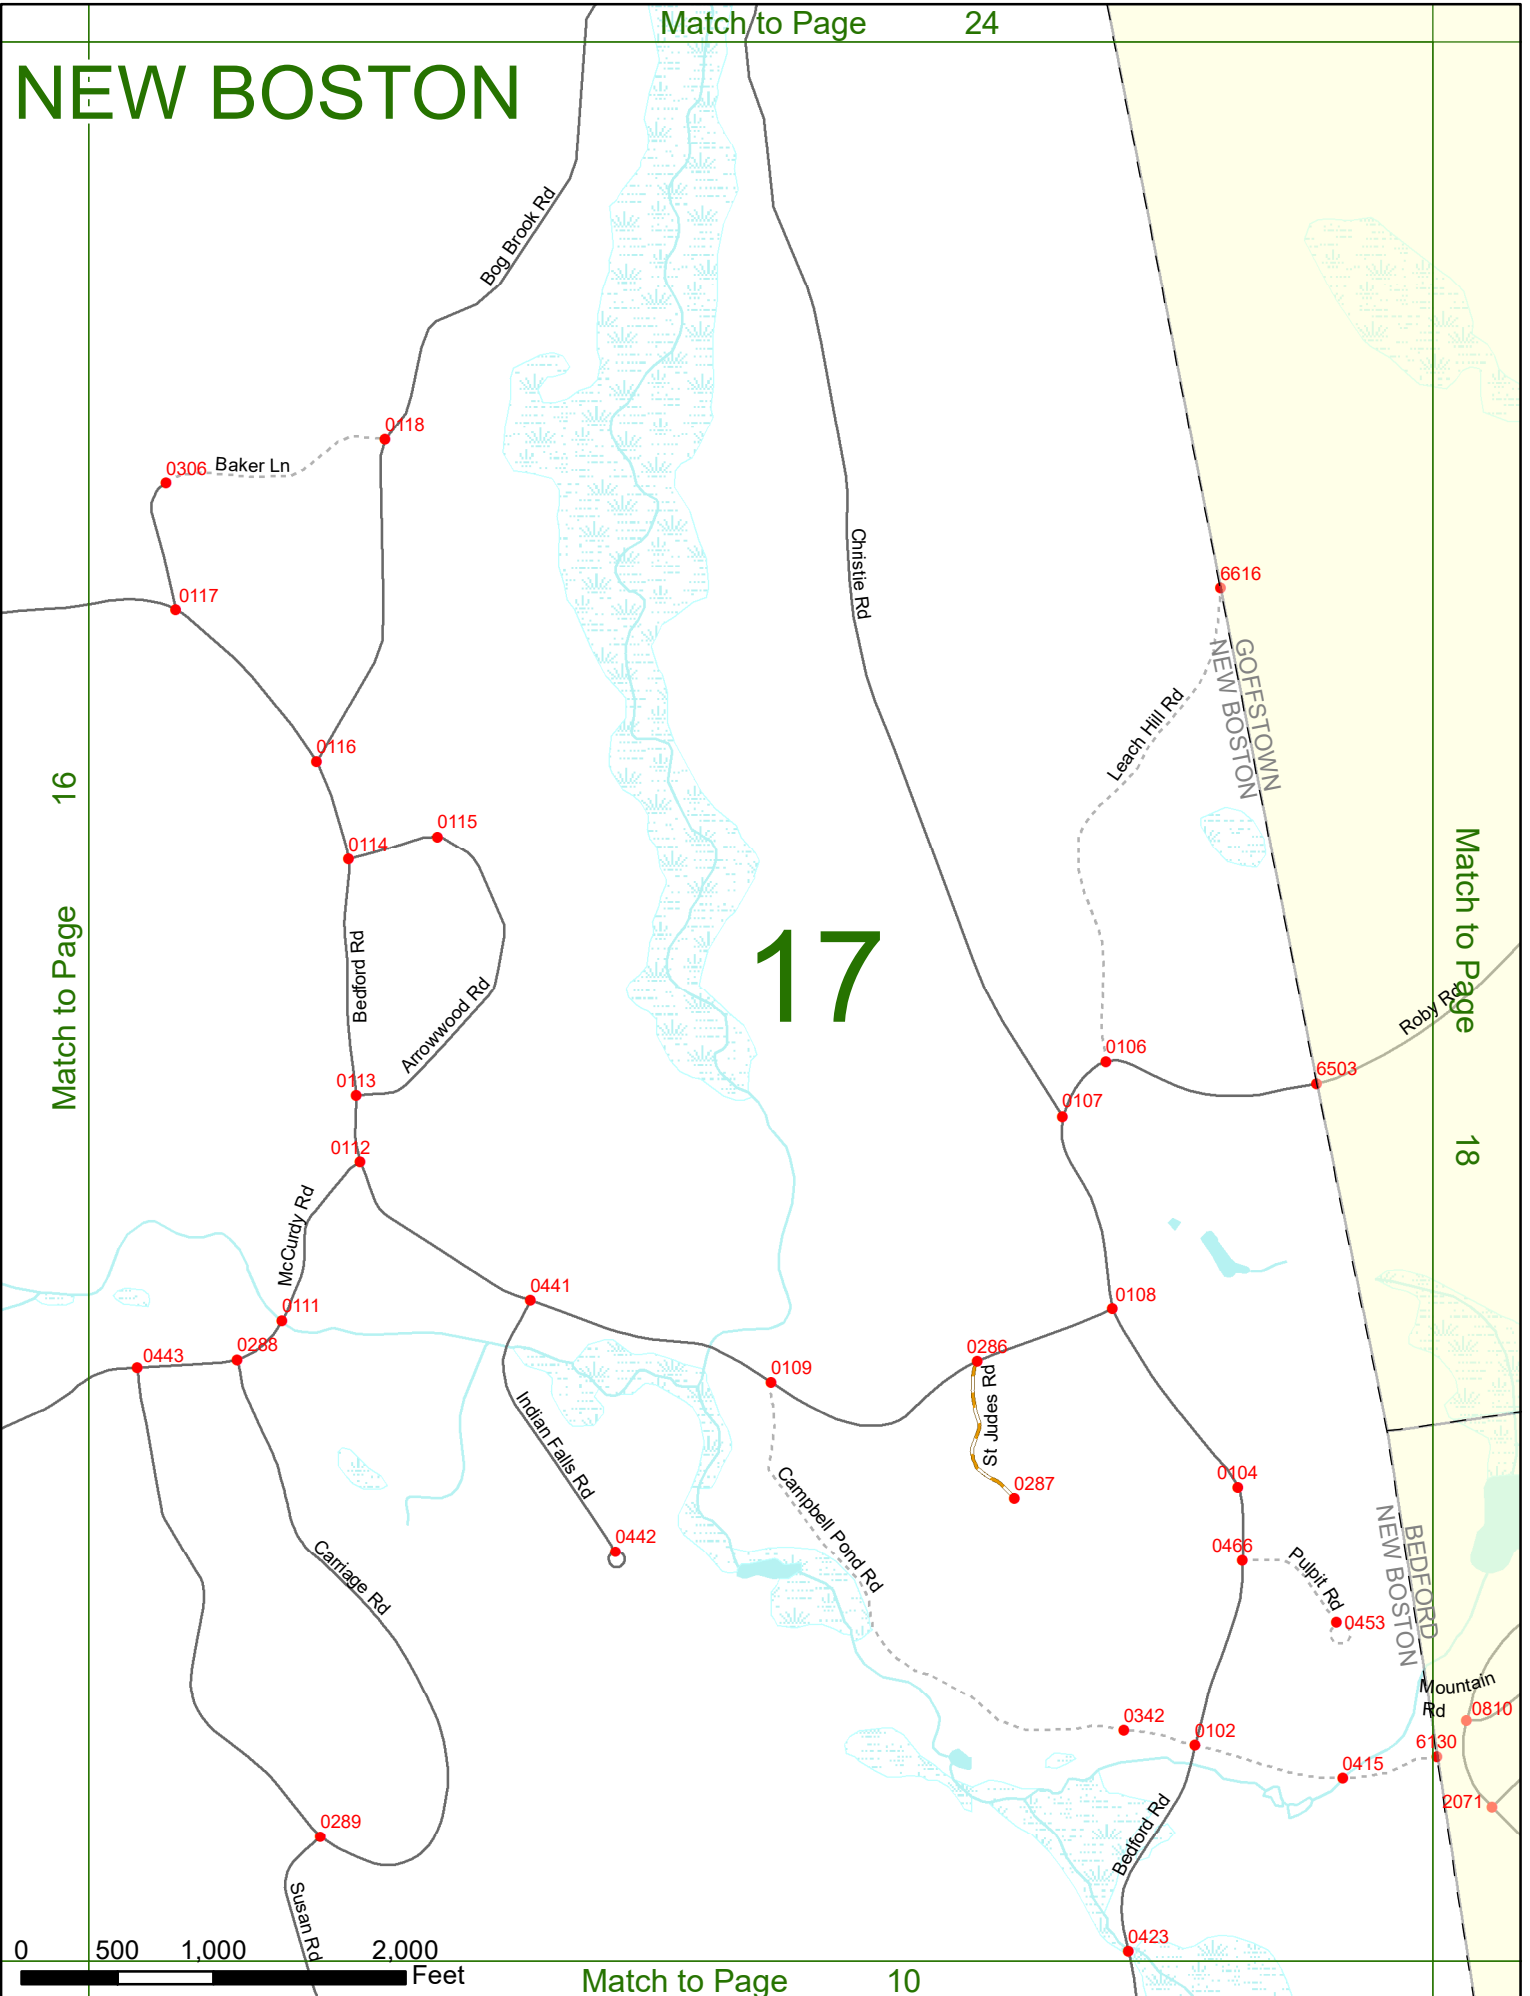 Match to Page 24
NEW BOSTON
Bog Brook Rd
0118
0306
Baker Ln
Christie Rd
6616
0117
GOFFSTOWN
NEW BOSTON
Leach Hill Rd
0116
16
Match to Page
0115
0114
17
Match to Page
18
Bedford Rd
Arrowwood Rd
Roby Rd
0106
6503
0113
0107
0112
McCurdy Rd
0441
0108
0111
0288
0443
0286
0109
St Judes Rd
Indian Falls Rd
Campbell Pond Rd
0287
0104
0442
0466
Pulpit Rd
BEDFORD
NEW BOSTON
Carriage Rd
0453
Mountain
Rd
0810
0342
0102
6130
0415
2071
Bedford Rd
0289
Susan Rd
0423
0 500 1,000 2,000
Feet
Match to Page 10